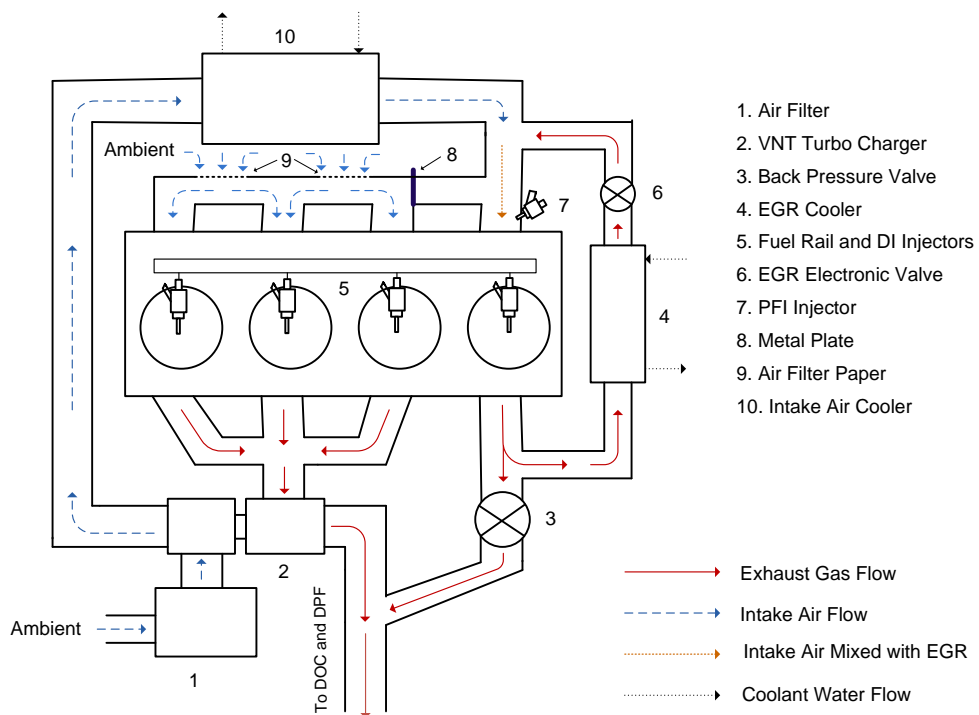 10
Ambient
9
8
7
6
5
4
3
2
1
Ambient
To DOC and DPF
1. Air Filter
2. VNT Turbo Charger
3. Back Pressure Valve
4. EGR Cooler
5. Fuel Rail and DI Injectors
6. EGR Electronic Valve
7. PFI Injector
8. Metal Plate
9. Air Filter Paper
10. Intake Air Cooler
Exhaust Gas Flow
Intake Air Flow
Intake Air Mixed with EGR
Coolant Water Flow